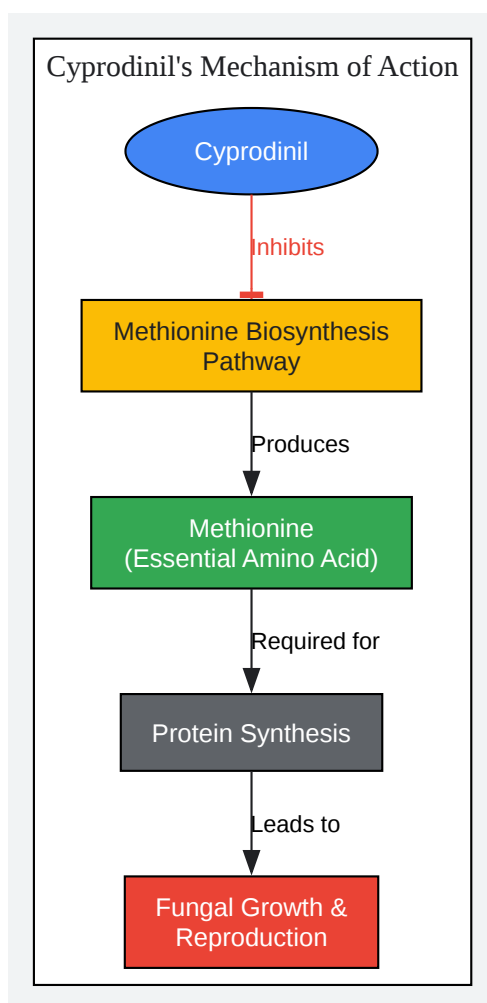 Cyprodinil's Mechanism of Action
Cyprodinil
Inhibits
Methionine Biosynthesis
Pathway
Produces
Methionine
(Essential Amino Acid)
Required for
Protein Synthesis
Leads to
Fungal Growth &
Reproduction